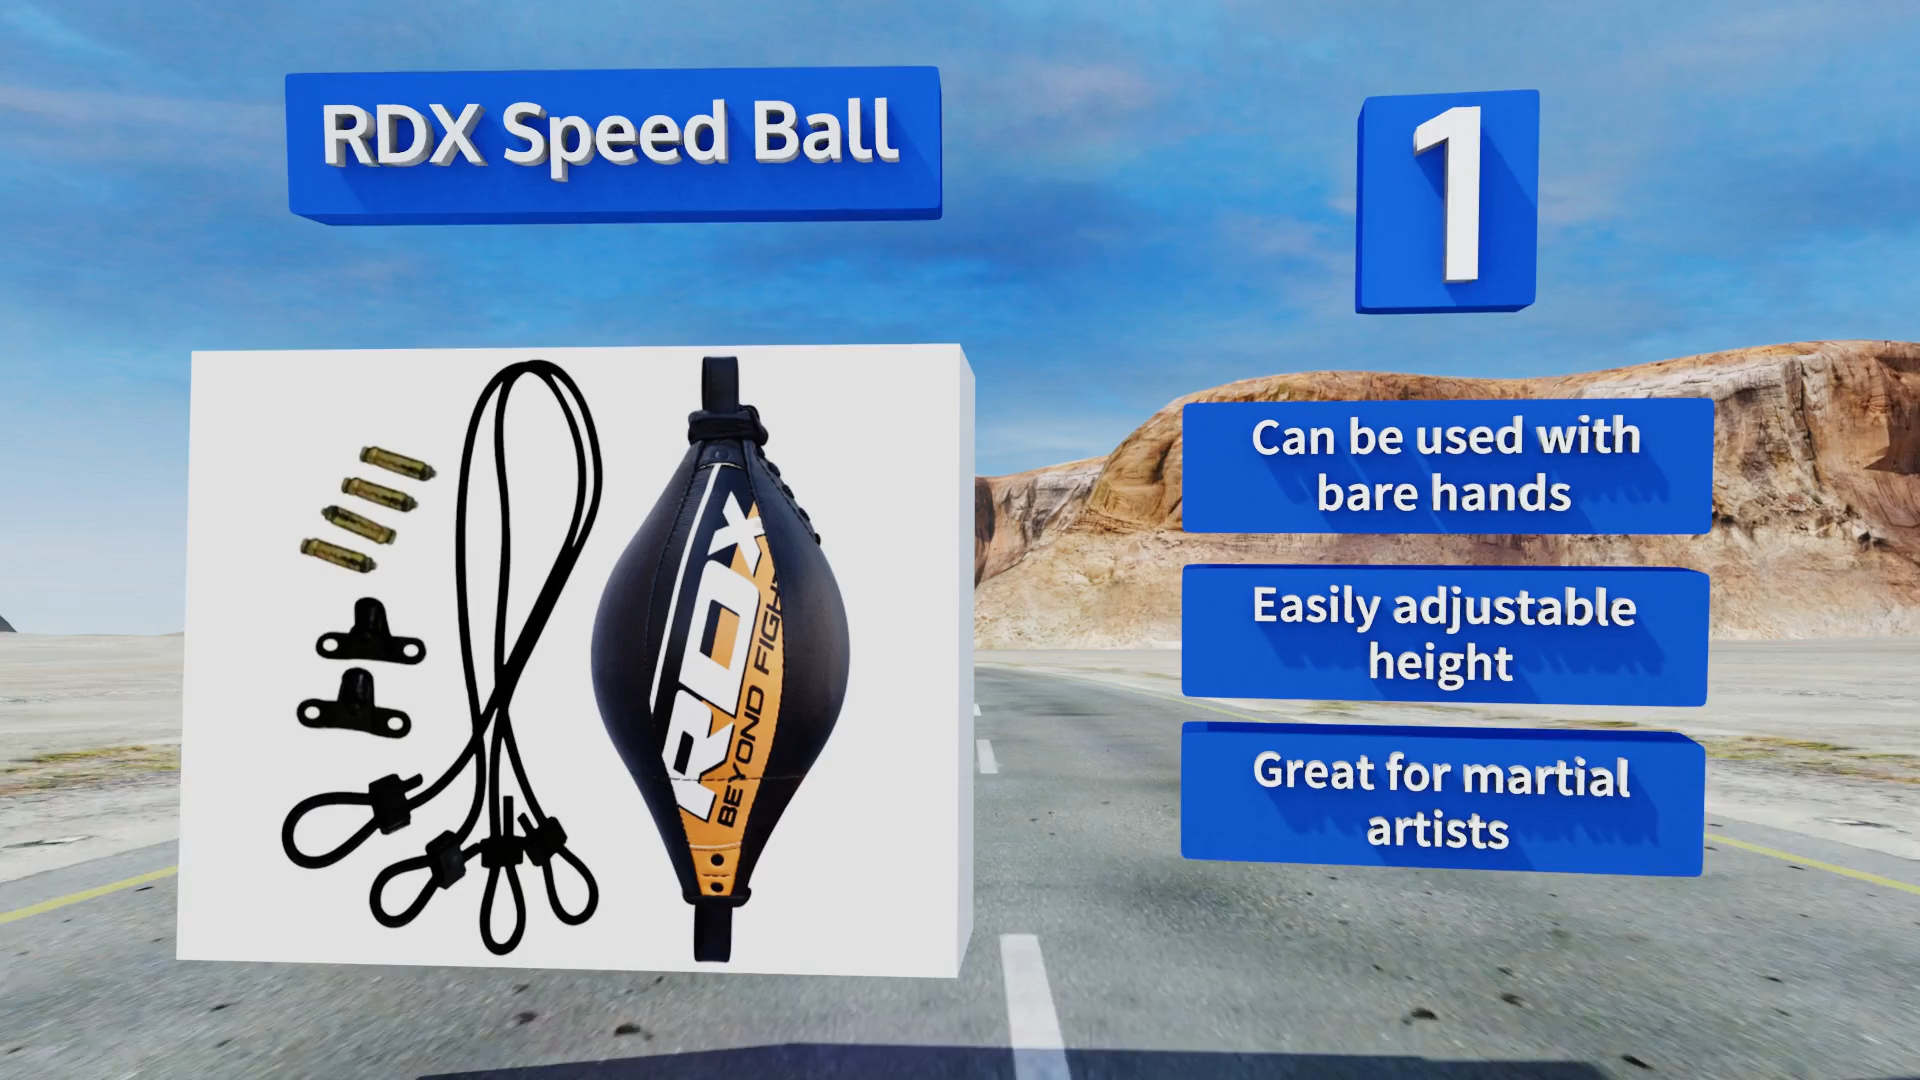 RDX Speed Ball
1
Can be used with
bare hands
Easily adjustable
height
Great for martial
artists
RDX
BEYOND FIGHT